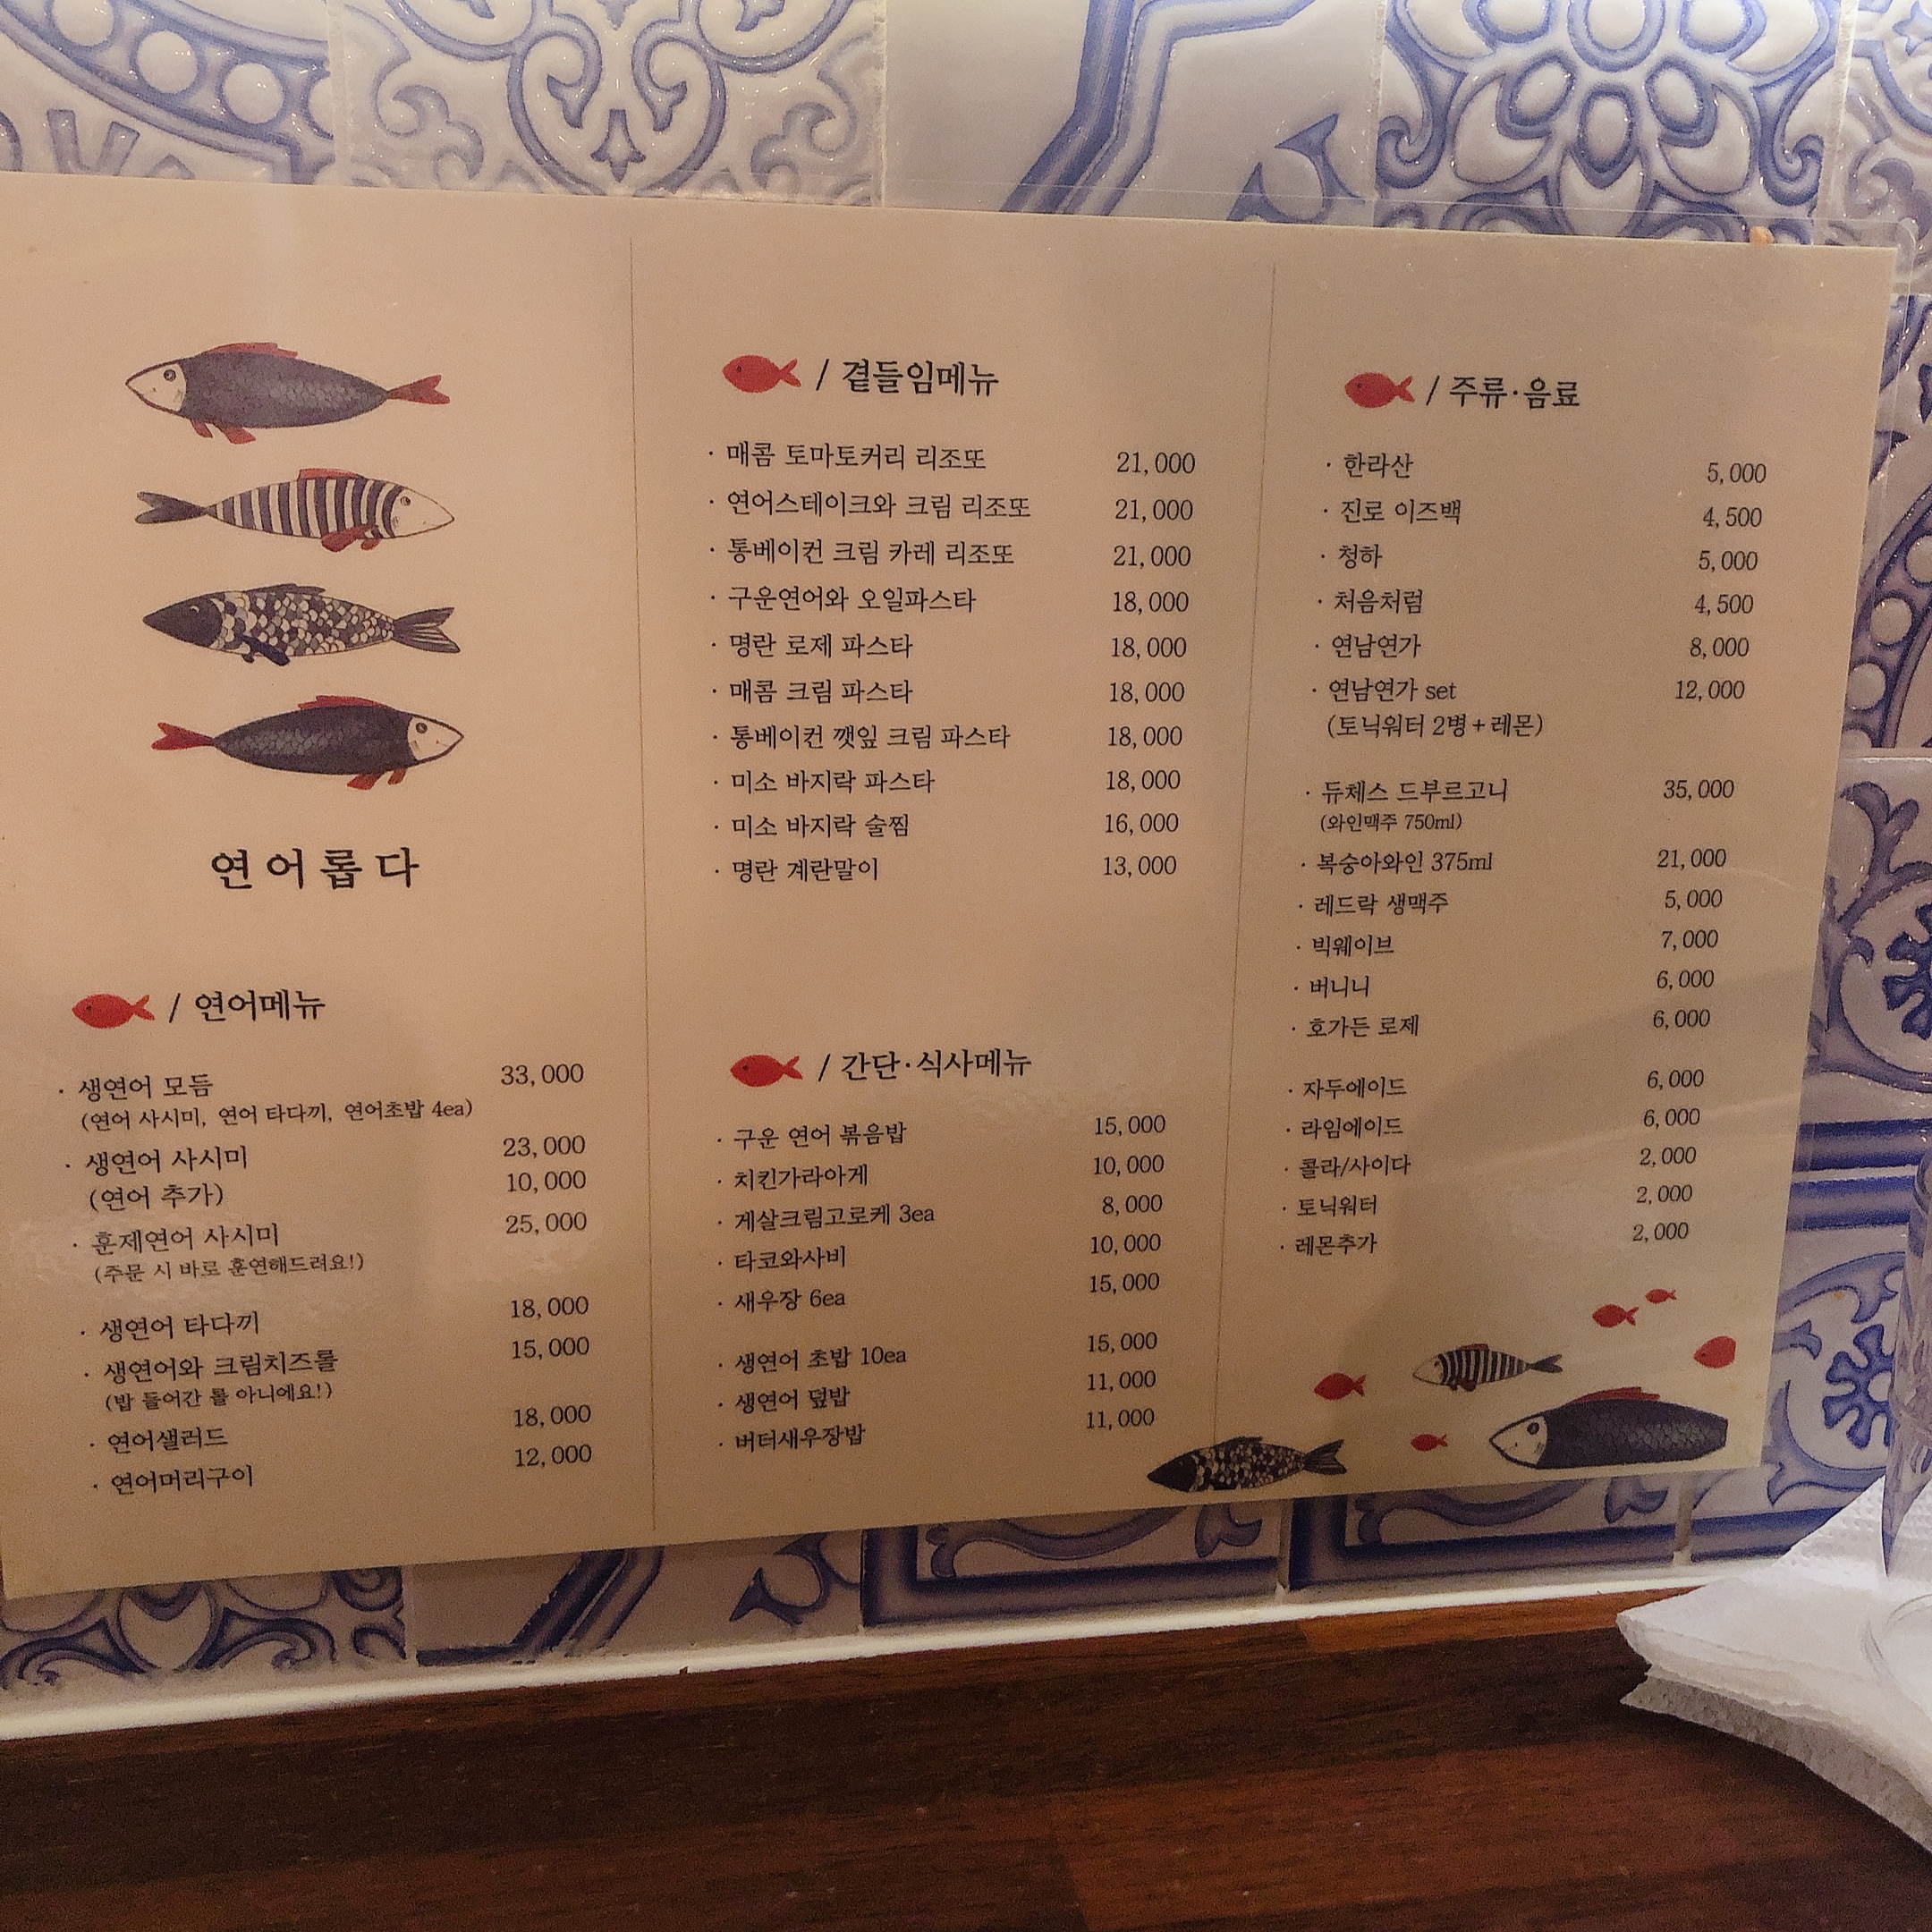 연어롭다
/ 연어메뉴
· 생연어 모듬 33,000
(연어 사시미, 연어 타다끼, 연어초밥 4ea)
· 생연어 사시미 23,000
(연어 추가) 10,000
· 훈제연어 사시미 25,000
(주문 시 바로 훈연해드려요!)
· 생연어 타다끼 18,000
· 생연어와 크림치즈롤 15,000
(밥 들어간 롤 아니에요!)
· 연어샐러드 18,000
· 연어머리구이 12,000
/ 곁들임메뉴
· 매콤 토마토커리 리조또 21,000
· 연어스테이크와 크림 리조또 21,000
· 통베이컨 크림 카레 리조또 21,000
· 구운연어와 오일파스타 18,000
· 명란 로제 파스타 18,000
· 매콤 크림 파스타 18,000
· 통베이컨 깻잎 크림 파스타 18,000
· 미소 바지락 파스타 18,000
· 미소 바지락 술찜 16,000
· 명란 계란말이 13,000
/ 간단·식사메뉴
· 구운 연어 볶음밥 15,000
· 치킨가라아게 10,000
· 게살크림고로케 3ea 8,000
· 타코와사비 10,000
· 새우장 6ea 15,000
· 생연어 초밥 10ea 15,000
· 생연어 덮밥 11,000
· 버터새우장밥 11,000
/ 주류·음료
· 한라산 5,000
· 진로 이즈백 4,500
· 청하 5,000
· 처음처럼 4,500
· 연남연가 8,000
· 연남연가 set 12,000
(토닉워터 2병+레몬)
· 듀체스 드부르고니 35,000
(와인맥주 750ml)
· 복숭아와인 375ml 21,000
· 레드락 생맥주 5,000
· 빅웨이브 7,000
· 버니니 6,000
· 호가든 로제 6,000
· 자두에이드 6,000
· 라임에이드 6,000
· 콜라/사이다 2,000
· 토닉워터 2,000
· 레몬추가 2,000